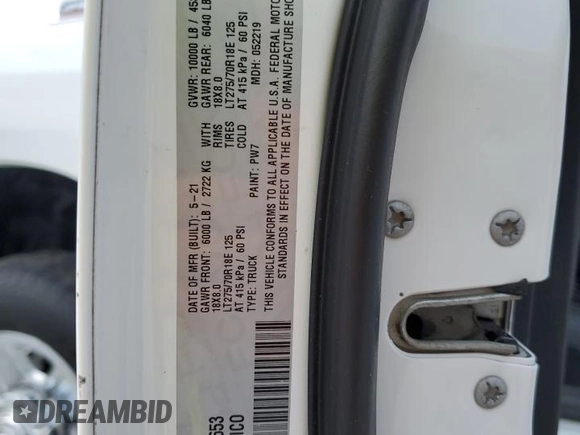 DATE OF MFR (BUILT): 5-21 GVWR: 10000 LB /
GAWR FRONT: 6000 LB / 2722 KG WITH GAWR REAR: 6040 LB
18X8.0 RIMS 18X8.0
LT275/70R18E 125 TIRES LT275/70R18E 125
AT 415 kPa / 60 PSI COLD AT 415 kPa / 60 PSI
TYPE: TRUCK PAINT: PW7 MDH: 052219
THIS VEHICLE CONFORMS TO ALL APPLICABLE U.S.A. FEDERAL MOTOR
STANDARDS IN EFFECT ON THE DATE OF MANUFACTURE SHO
653
ICO
DREAMBID